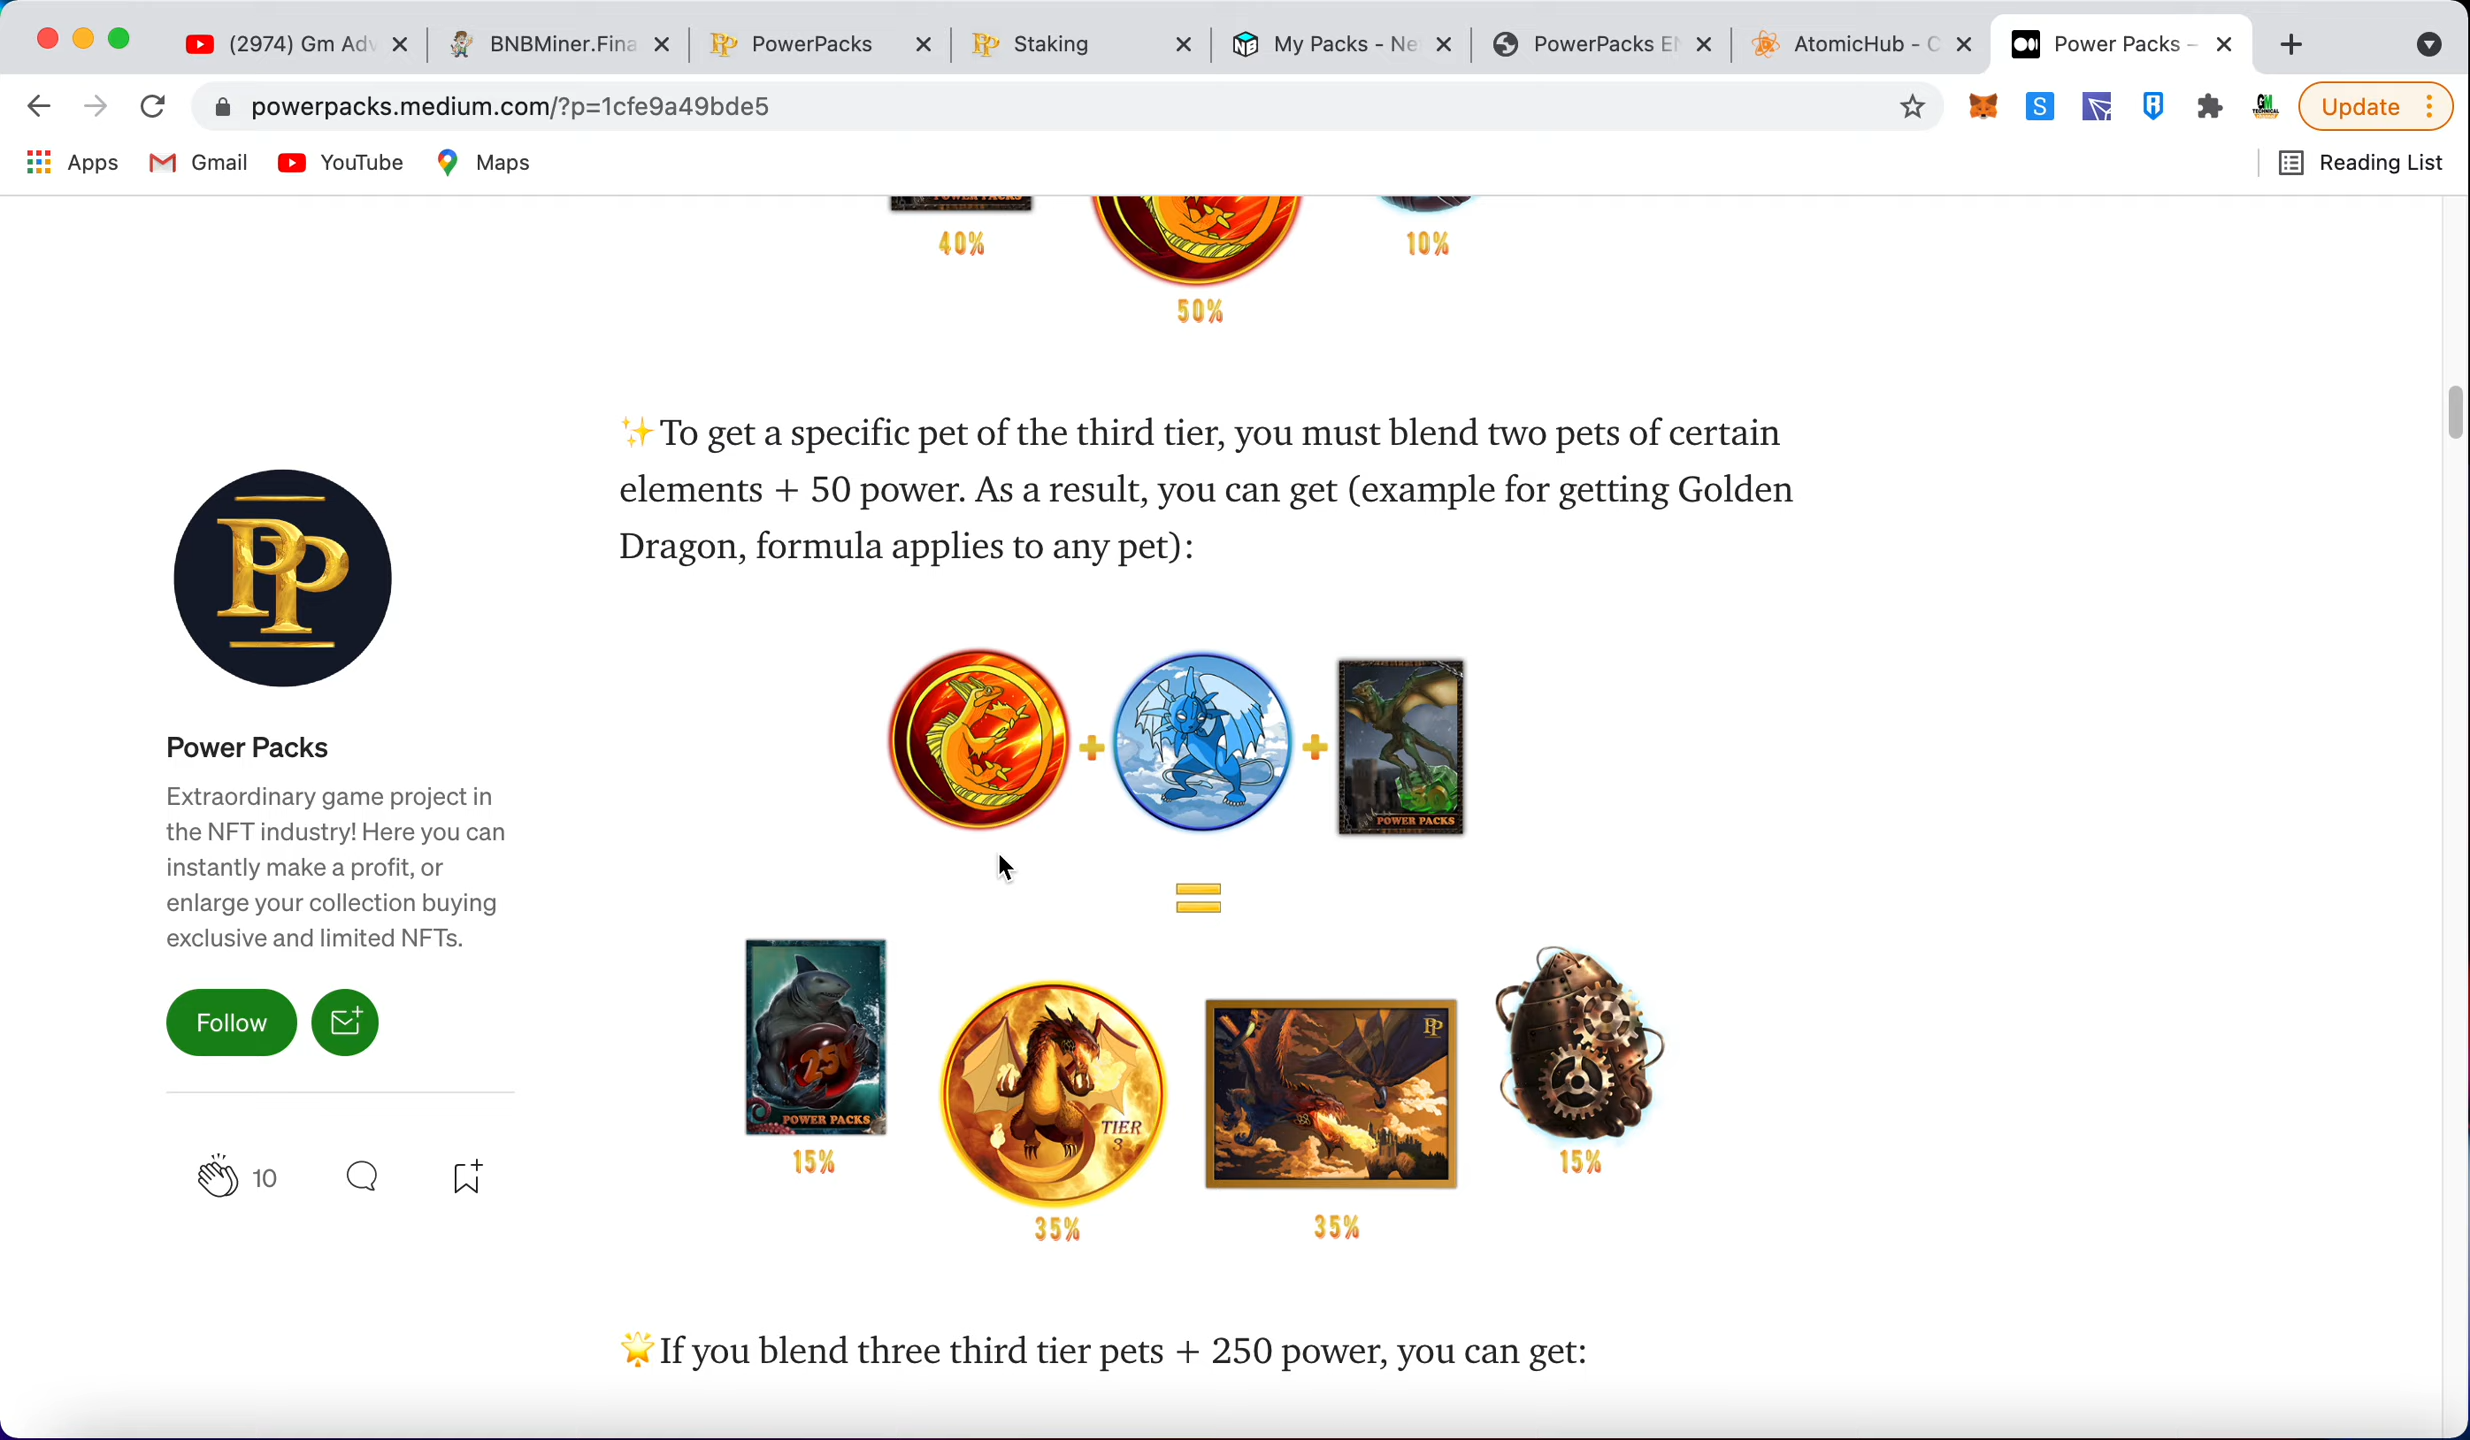 (2974) Gm Adv
BNBMiner.Fina
PowerPacks
Staking
My Packs - Ne
PowerPacks EN
AtomicHub - C
Power Packs –
powerpacks.medium.com/?p=1cfe9a49bde5
Update
Apps
Gmail
YouTube
Maps
Reading List
40%
10%
50%
✨To get a specific pet of the third tier, you must blend two pets of certain
elements + 50 power. As a result, you can get (example for getting Golden
Dragon, formula applies to any pet):
PP
Power Packs
Extraordinary game project in
the NFT industry! Here you can
instantly make a profit, or
enlarge your collection buying
exclusive and limited NFTs.
Follow
10
+
+
POWER PACKS
=
250
POWER PACKS
15%
TIER
3
35%
PP
35%
15%
🌟If you blend three third tier pets + 250 power, you can get: